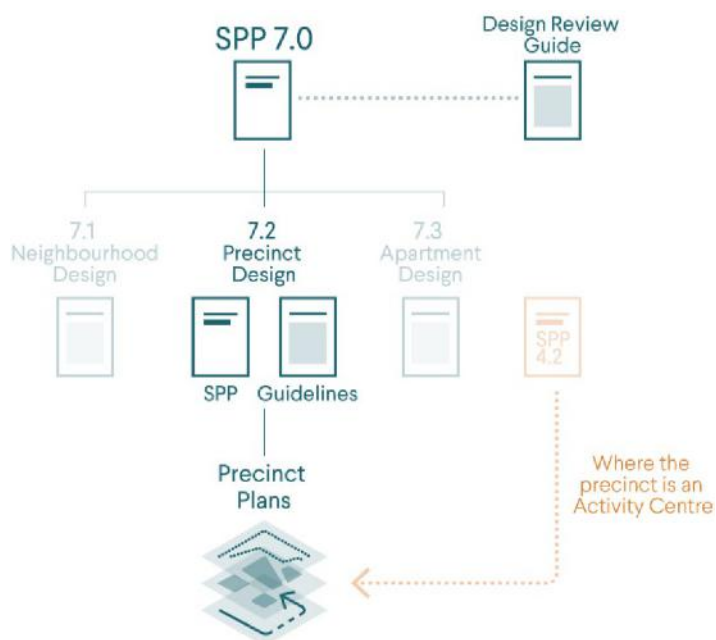 SPP 7.0
Design Review
Guide
7.1
Neighbourhood
Design
7.2
Precinct
Design
7.3
Apartment
Design
SPP
4.2
SPP
Guidelines
Precinct
Plans
Where the
precinct is an
Activity Centre